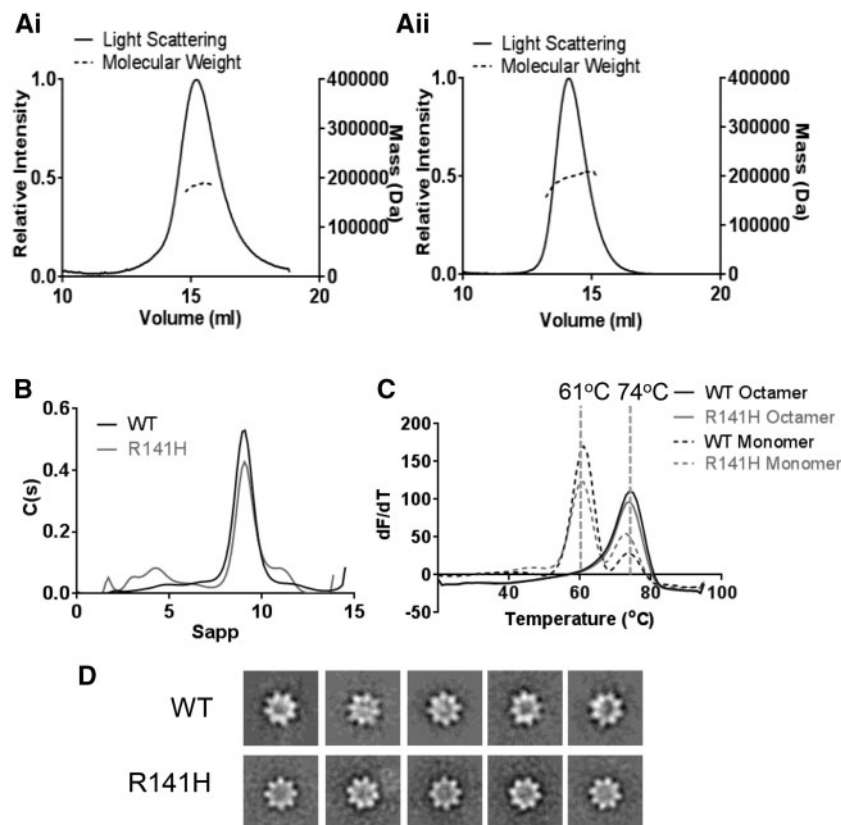 Ai
Light Scattering
Molecular Weight
Relative Intensity
1.0
0.5
0.0
400000
300000
200000
100000
0
Mass (Da)
10
15
20
Volume (ml)
Aii
Light Scattering
Molecular Weight
Relative Intensity
1.0
0.5
0.0
400000
300000
200000
100000
0
Mass (Da)
10
15
20
Volume (ml)
B
WT
R141H
C(s)
0.6
0.4
0.2
0.0
0
5
10
15
Sapp
C
61°C 74°C
WT Octamer
R141H Octamer
WT Monomer
R141H Monomer
dF/dT
200
150
100
50
0
-50
40
60
80
100
Temperature (°C)
D
WT
R141H